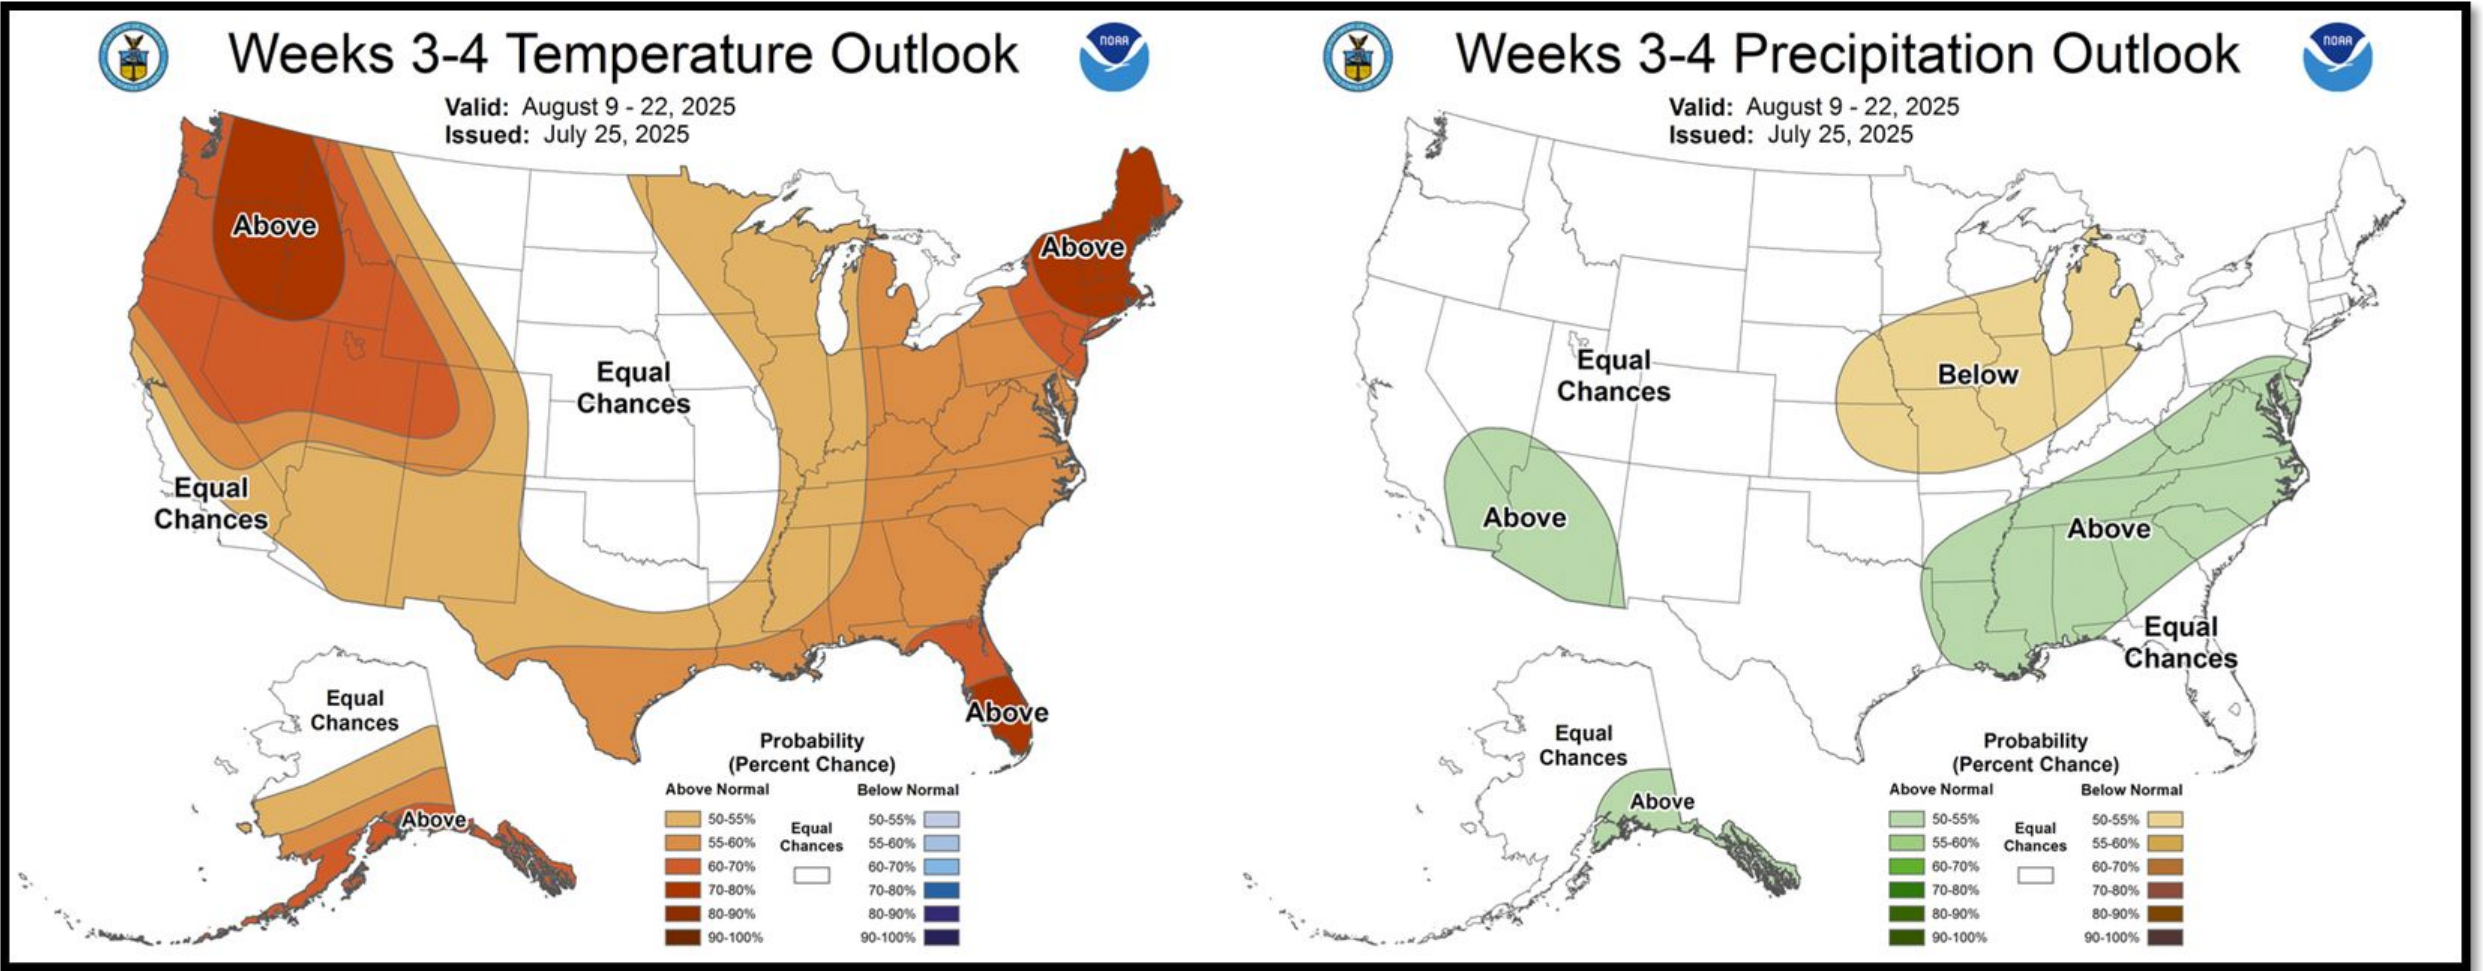 Weeks 3-4 Temperature Outlook
NOAA
Valid: August 9 - 22, 2025
Issued: July 25, 2025
Above
Above
Equal
Chances
Equal
Chances
Above
Equal
Chances
Above
Probability
(Percent Chance)
Above Normal
Below Normal
50-55%
55-60%
60-70%
70-80%
80-90%
90-100%
Equal
Chances
50-55%
55-60%
60-70%
70-80%
80-90%
90-100%
Weeks 3-4 Precipitation Outlook
NOAA
Valid: August 9 - 22, 2025
Issued: July 25, 2025
Equal
Chances
Below
Above
Above
Equal
Chances
Equal
Chances
Above
Probability
(Percent Chance)
Above Normal
Below Normal
50-55%
55-60%
60-70%
70-80%
80-90%
90-100%
Equal
Chances
50-55%
55-60%
60-70%
70-80%
80-90%
90-100%